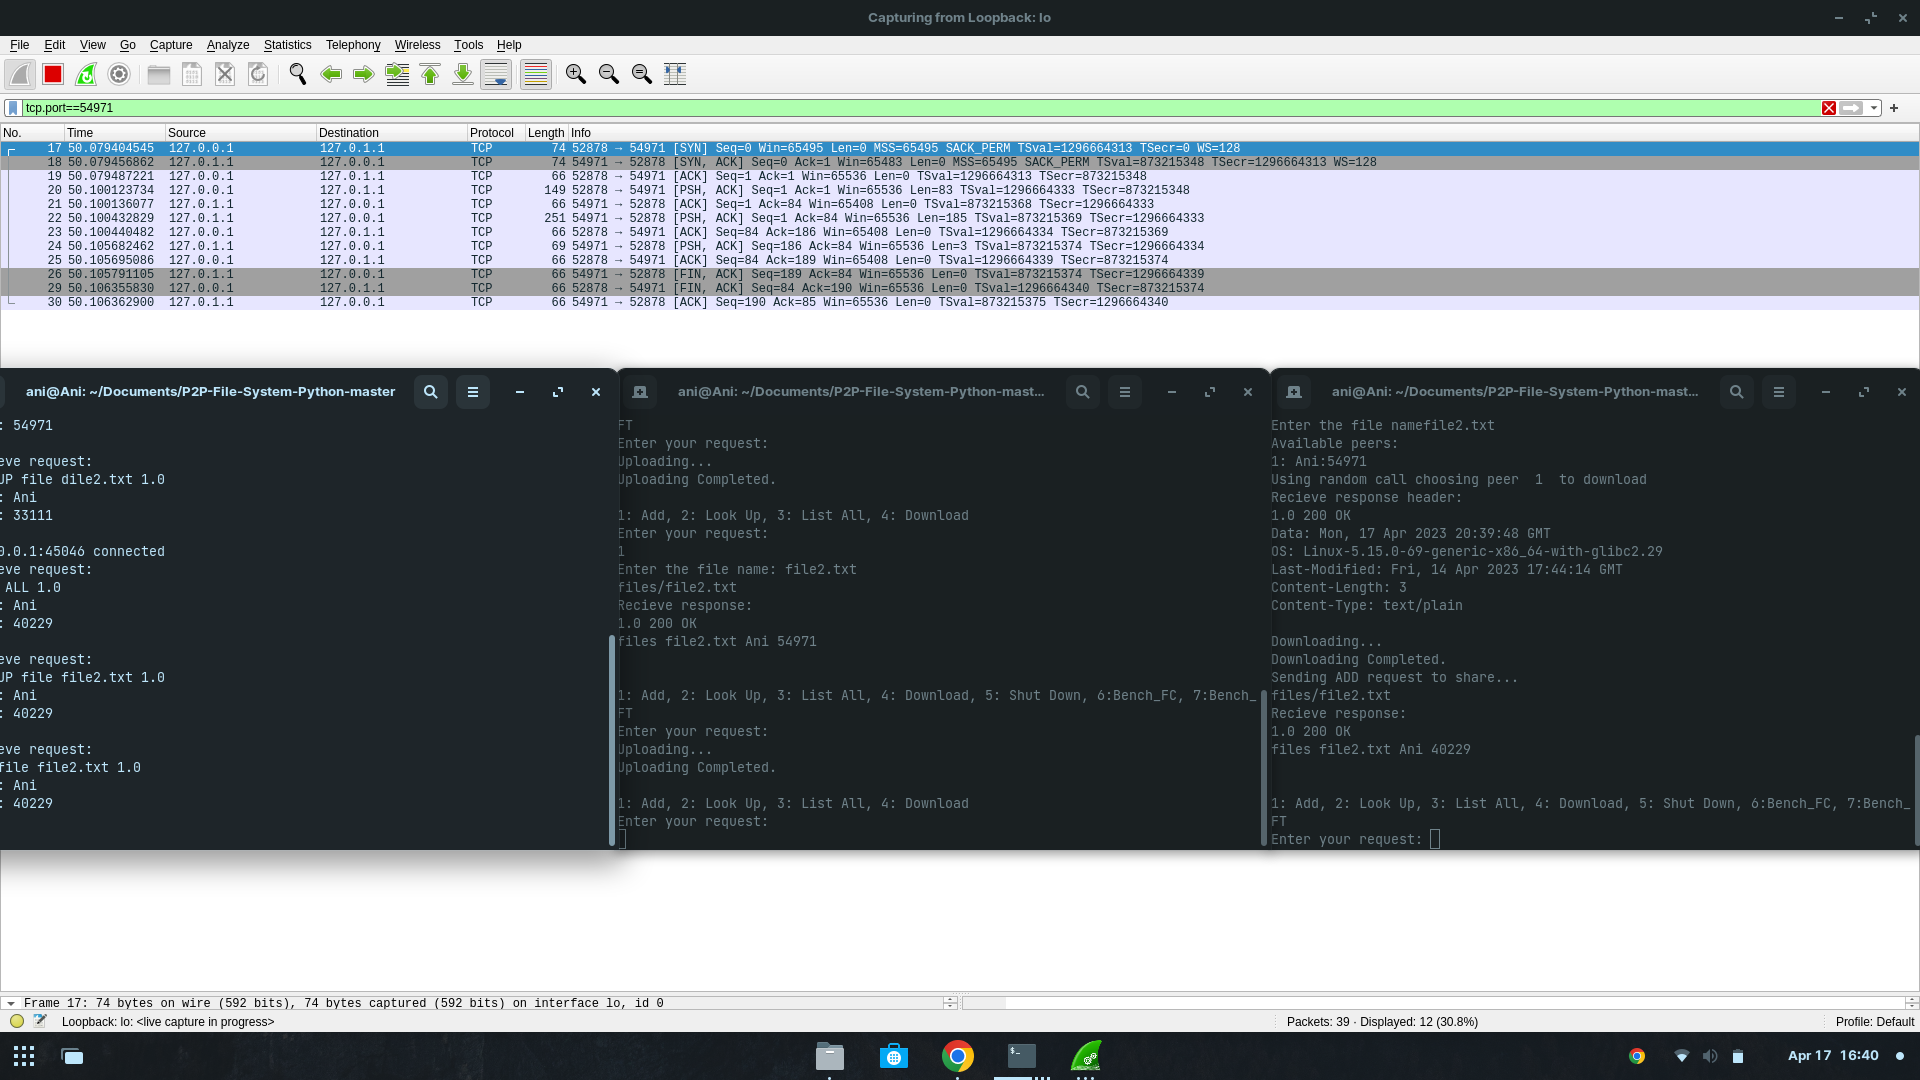 Capturing from Loopback: lo
File Edit View Go Capture Analyze Statistics Telephony Wireless Tools Help
tcp.port==54971
No. Time Source Destination Protocol Length Info
17 50.079404545 127.0.0.1 127.0.1.1 TCP 74 52878 → 54971 [SYN] Seq=0 Win=65495 Len=0 MSS=65495 SACK_PERM TSval=1296664313 TSecr=0 WS=128
18 50.079456862 127.0.1.1 127.0.0.1 TCP 74 54971 → 52878 [SYN, ACK] Seq=0 Ack=1 Win=65483 Len=0 MSS=65495 SACK_PERM TSval=873215348 TSecr=1296664313 WS=128
19 50.079487221 127.0.0.1 127.0.1.1 TCP 66 52878 → 54971 [ACK] Seq=1 Ack=1 Win=65536 Len=0 TSval=1296664313 TSecr=873215348
20 50.100123734 127.0.0.1 127.0.1.1 TCP 149 52878 → 54971 [PSH, ACK] Seq=1 Ack=1 Win=65536 Len=83 TSval=1296664333 TSecr=873215348
21 50.100136077 127.0.1.1 127.0.0.1 TCP 66 54971 → 52878 [ACK] Seq=1 Ack=84 Win=65408 Len=0 TSval=873215368 TSecr=1296664333
22 50.100432829 127.0.1.1 127.0.0.1 TCP 251 54971 → 52878 [PSH, ACK] Seq=1 Ack=84 Win=65536 Len=185 TSval=873215369 TSecr=1296664333
23 50.100440482 127.0.0.1 127.0.1.1 TCP 66 52878 → 54971 [ACK] Seq=84 Ack=186 Win=65408 Len=0 TSval=1296664334 TSecr=873215369
24 50.105682462 127.0.1.1 127.0.0.1 TCP 69 54971 → 52878 [PSH, ACK] Seq=186 Ack=84 Win=65536 Len=3 TSval=873215374 TSecr=1296664334
25 50.105695086 127.0.0.1 127.0.1.1 TCP 66 52878 → 54971 [ACK] Seq=84 Ack=189 Win=65408 Len=0 TSval=1296664339 TSecr=873215374
26 50.105791105 127.0.1.1 127.0.0.1 TCP 66 54971 → 52878 [FIN, ACK] Seq=189 Ack=84 Win=65536 Len=0 TSval=873215374 TSecr=1296664339
29 50.106355830 127.0.0.1 127.0.1.1 TCP 66 52878 → 54971 [FIN, ACK] Seq=84 Ack=190 Win=65536 Len=0 TSval=1296664340 TSecr=873215374
30 50.106362900 127.0.1.1 127.0.0.1 TCP 66 54971 → 52878 [ACK] Seq=190 Ack=85 Win=65536 Len=0 TSval=873215375 TSecr=1296664340
ani@Ani: ~/Documents/P2P-File-System-Python-master
: 54971
eve request:
UP file dile2.txt 1.0
: Ani
: 33111
0.0.1:45046 connected
eve request:
ALL 1.0
: Ani
: 40229
eve request:
UP file file2.txt 1.0
: Ani
: 40229
eve request:
file file2.txt 1.0
: Ani
: 40229
ani@Ani: ~/Documents/P2P-File-System-Python-mast...
FT
Enter your request:
Uploading...
Uploading Completed.
1: Add, 2: Look Up, 3: List All, 4: Download
Enter your request:
1
Enter the file name: file2.txt
files/file2.txt
Recieve response:
1.0 200 OK
files file2.txt Ani 54971
1: Add, 2: Look Up, 3: List All, 4: Download, 5: Shut Down, 6:Bench_FC, 7:Bench_
FT
Enter your request:
Uploading...
Uploading Completed.
1: Add, 2: Look Up, 3: List All, 4: Download
Enter your request:
ani@Ani: ~/Documents/P2P-File-System-Python-mast...
Enter the file namefile2.txt
Available peers:
1: Ani:54971
Using random call choosing peer  1  to download
Recieve response header:
1.0 200 OK
Data: Mon, 17 Apr 2023 20:39:48 GMT
OS: Linux-5.15.0-69-generic-x86_64-with-glibc2.29
Last-Modified: Fri, 14 Apr 2023 17:44:14 GMT
Content-Length: 3
Content-Type: text/plain
Downloading...
Downloading Completed.
Sending ADD request to share...
files/file2.txt
Recieve response:
1.0 200 OK
files file2.txt Ani 40229
1: Add, 2: Look Up, 3: List All, 4: Download, 5: Shut Down, 6:Bench_FC, 7:Bench_
FT
Enter your request:
Frame 17: 74 bytes on wire (592 bits), 74 bytes captured (592 bits) on interface lo, id 0
Loopback: lo: <live capture in progress> Packets: 39 · Displayed: 12 (30.8%) Profile: Default
Apr 17 16:40